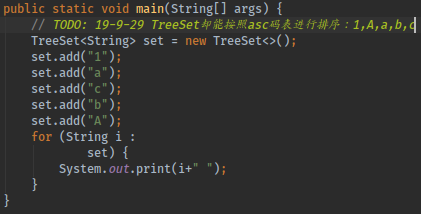 public static void main(String[] args) {
// TODO: 19-9-29 TreeSet却能按照asc码表进行排序：1,A,a,b,c
TreeSet<String> set = new TreeSet<>();
set.add("1");
set.add("a");
set.add("c");
set.add("b");
set.add("A");
for (String i :
set) {
System.out.print(i+" ");
}
}